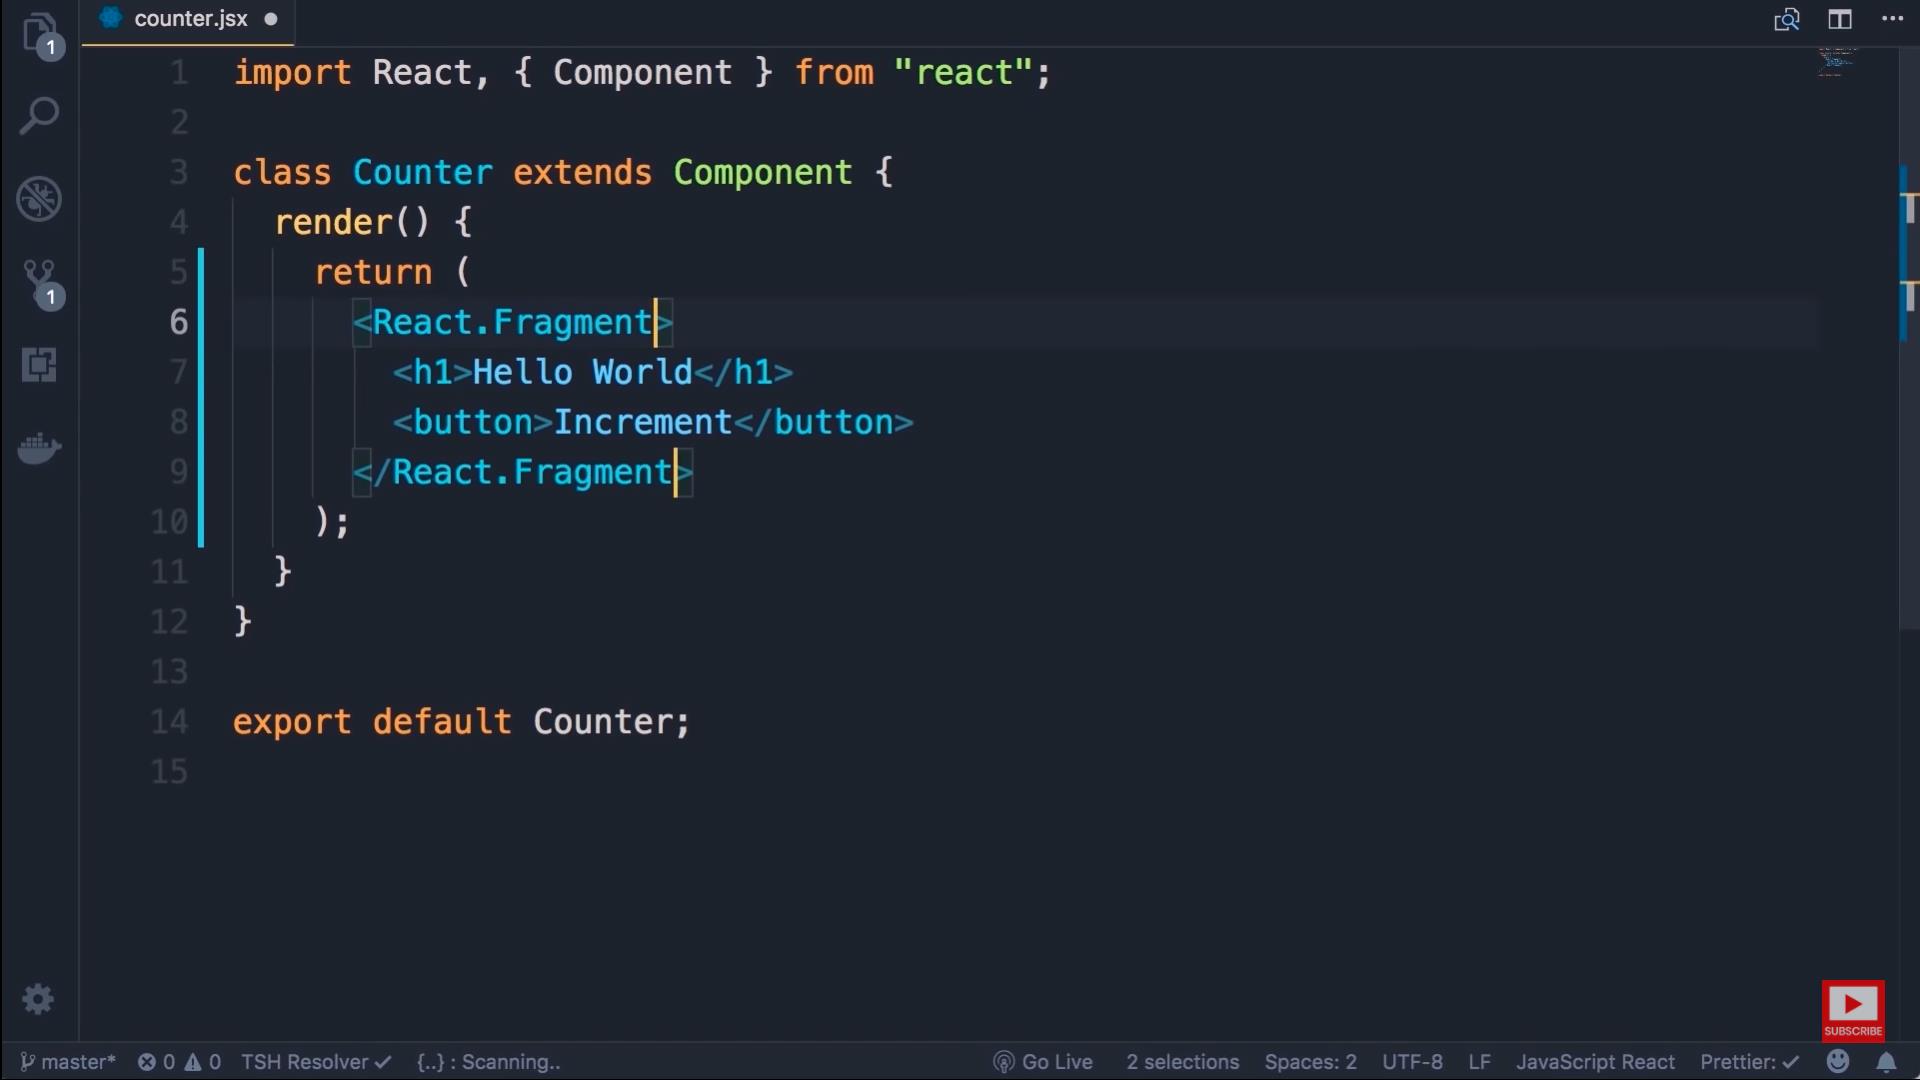 counter.jsx
1
1 import React, { Component } from "react";
2
3 class Counter extends Component {
4 render() {
5 return (
6 <React.Fragment>
7 <h1>Hello World</h1>
8 <button>Increment</button>
9 </React.Fragment>
10 );
11 }
12 }
13
14 export default Counter;
15
1
SUBSCRIBE
master* 0 0 TSH Resolver ✓ {..} : Scanning.. Go Live 2 selections Spaces: 2 UTF-8 LF JavaScript React Prettier: ✓